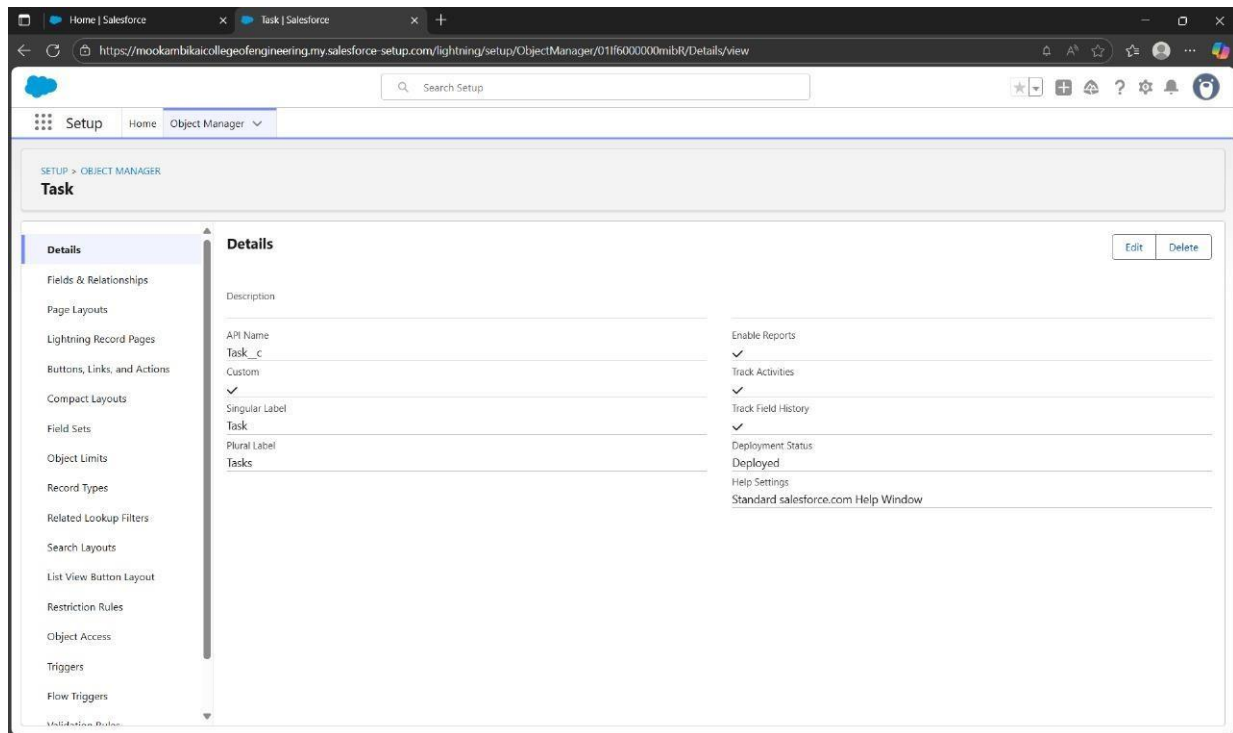 Home | Salesforce
Task | Salesforce
https://mookambikaicollegeofengineering.my.salesforce-setup.com/lightning/setup/ObjectManager/01If6000000mibR/Details/view
Search Setup
Setup
Home
Object Manager
SETUP > OBJECT MANAGER
Task
Details
Fields & Relationships
Page Layouts
Lightning Record Pages
Buttons, Links, and Actions
Compact Layouts
Field Sets
Object Limits
Record Types
Related Lookup Filters
Search Layouts
List View Button Layout
Restriction Rules
Object Access
Triggers
Flow Triggers
Validation Rules
Details
Edit
Delete
Description
API Name
Task__c
Custom
Singular Label
Task
Plural Label
Tasks
Enable Reports
Track Activities
Track Field History
Deployment Status
Deployed
Help Settings
Standard salesforce.com Help Window